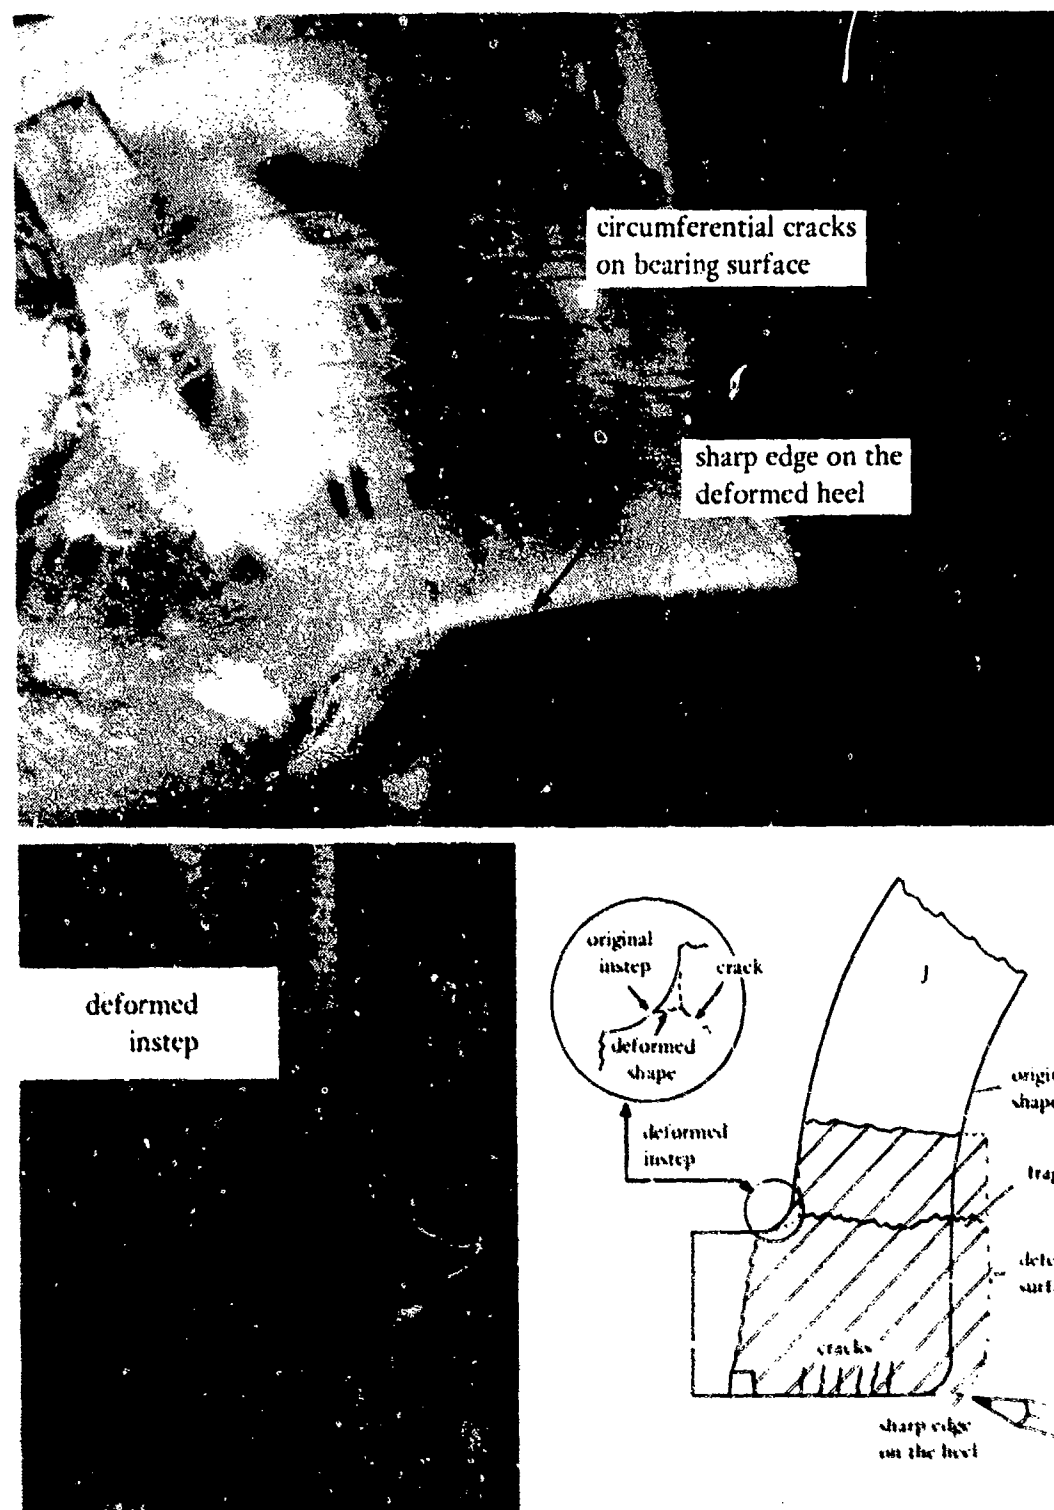 circumferential cracks
on bearing surface
sharp edge on the
deformed heel
deformed
instep
original
instep
crack
deformed
shape
deformed
instep
J
shape
cracks
sharp edge
on the heel